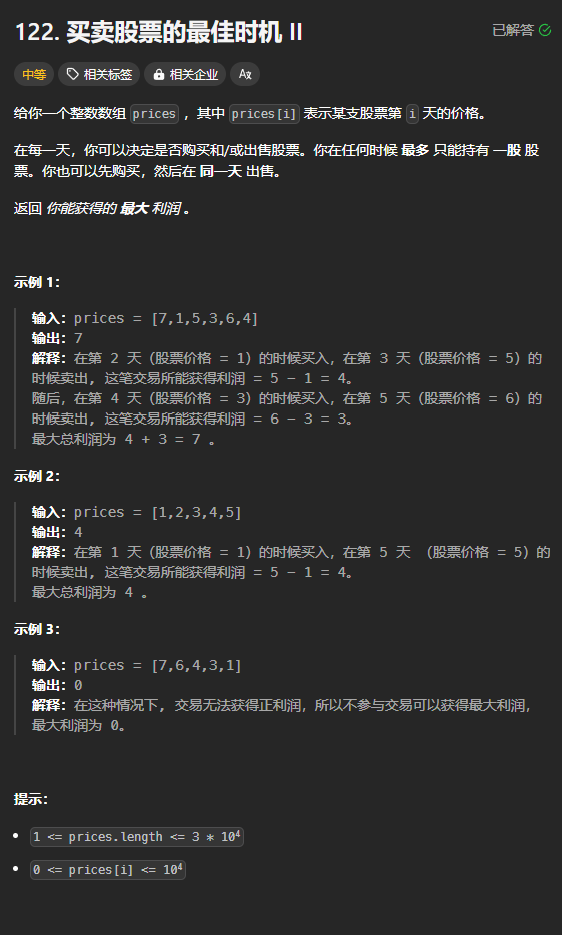 122. 买卖股票的最佳时机 II
已解答
中等 相关标签 相关企业 Ax
给你一个整数数组 prices ，其中 prices[i] 表示某支股票第 i 天的价格。
在每一天，你可以决定是否购买和/或出售股票。你在任何时候 最多 只能持有 一股 股
票。你也可以先购买，然后在 同一天 出售。
返回 你能获得的 最大 利润 。
示例 1：
输入：prices = [7,1,5,3,6,4]
输出：7
解释：在第 2 天（股票价格 = 1）的时候买入，在第 3 天（股票价格 = 5）的
时候卖出, 这笔交易所能获得利润 = 5 - 1 = 4。
随后，在第 4 天（股票价格 = 3）的时候买入，在第 5 天（股票价格 = 6）的
时候卖出, 这笔交易所能获得利润 = 6 - 3 = 3。
最大总利润为 4 + 3 = 7 。
示例 2：
输入：prices = [1,2,3,4,5]
输出：4
解释：在第 1 天（股票价格 = 1）的时候买入，在第 5 天 （股票价格 = 5）的
时候卖出, 这笔交易所能获得利润 = 5 - 1 = 4。
最大总利润为 4 。
示例 3：
输入：prices = [7,6,4,3,1]
输出：0
解释：在这种情况下, 交易无法获得正利润，所以不参与交易可以获得最大利润，
最大利润为 0。
提示：
1 <= prices.length <= 3 * 10⁴
0 <= prices[i] <= 10⁴